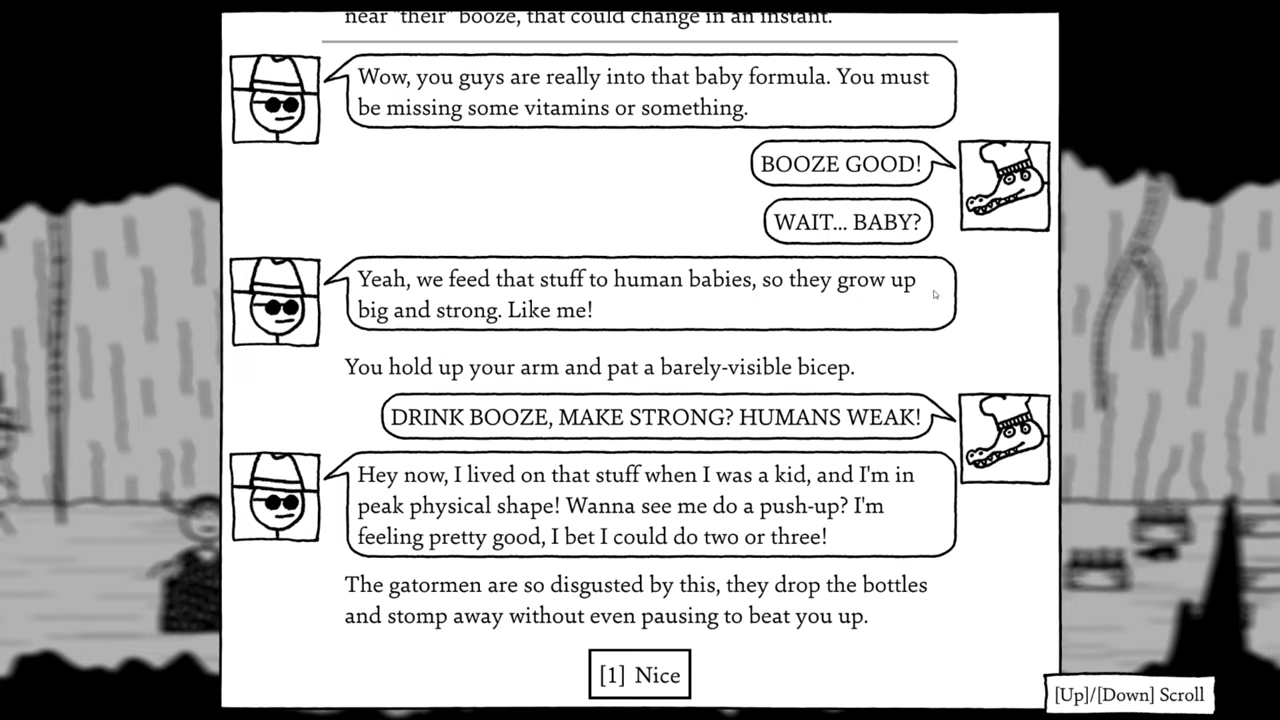 near "their" booze, that could change in an instant.
Wow, you guys are really into that baby formula. You must
be missing some vitamins or something.
BOOZE GOOD!
WAIT... BABY?
Yeah, we feed that stuff to human babies, so they grow up
big and strong. Like me!
You hold up your arm and pat a barely-visible bicep.
DRINK BOOZE, MAKE STRONG? HUMANS WEAK!
Hey now, I lived on that stuff when I was a kid, and I'm in
peak physical shape! Wanna see me do a push-up? I'm
feeling pretty good, I bet I could do two or three!
The gatormen are so disgusted by this, they drop the bottles
and stomp away without even pausing to beat you up.
[1] Nice
[Up]/[Down] Scroll